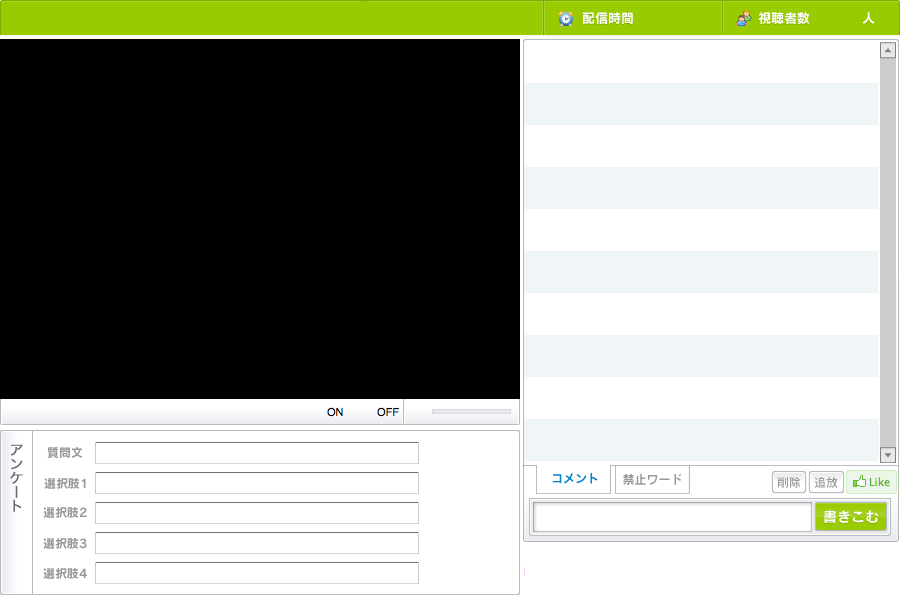 配信時間
視聴者数 人
ON OFF
アンケート
質問文
選択肢1
選択肢2
選択肢3
選択肢4
コメント 禁止ワード 削除 追放 Like
書きこむ